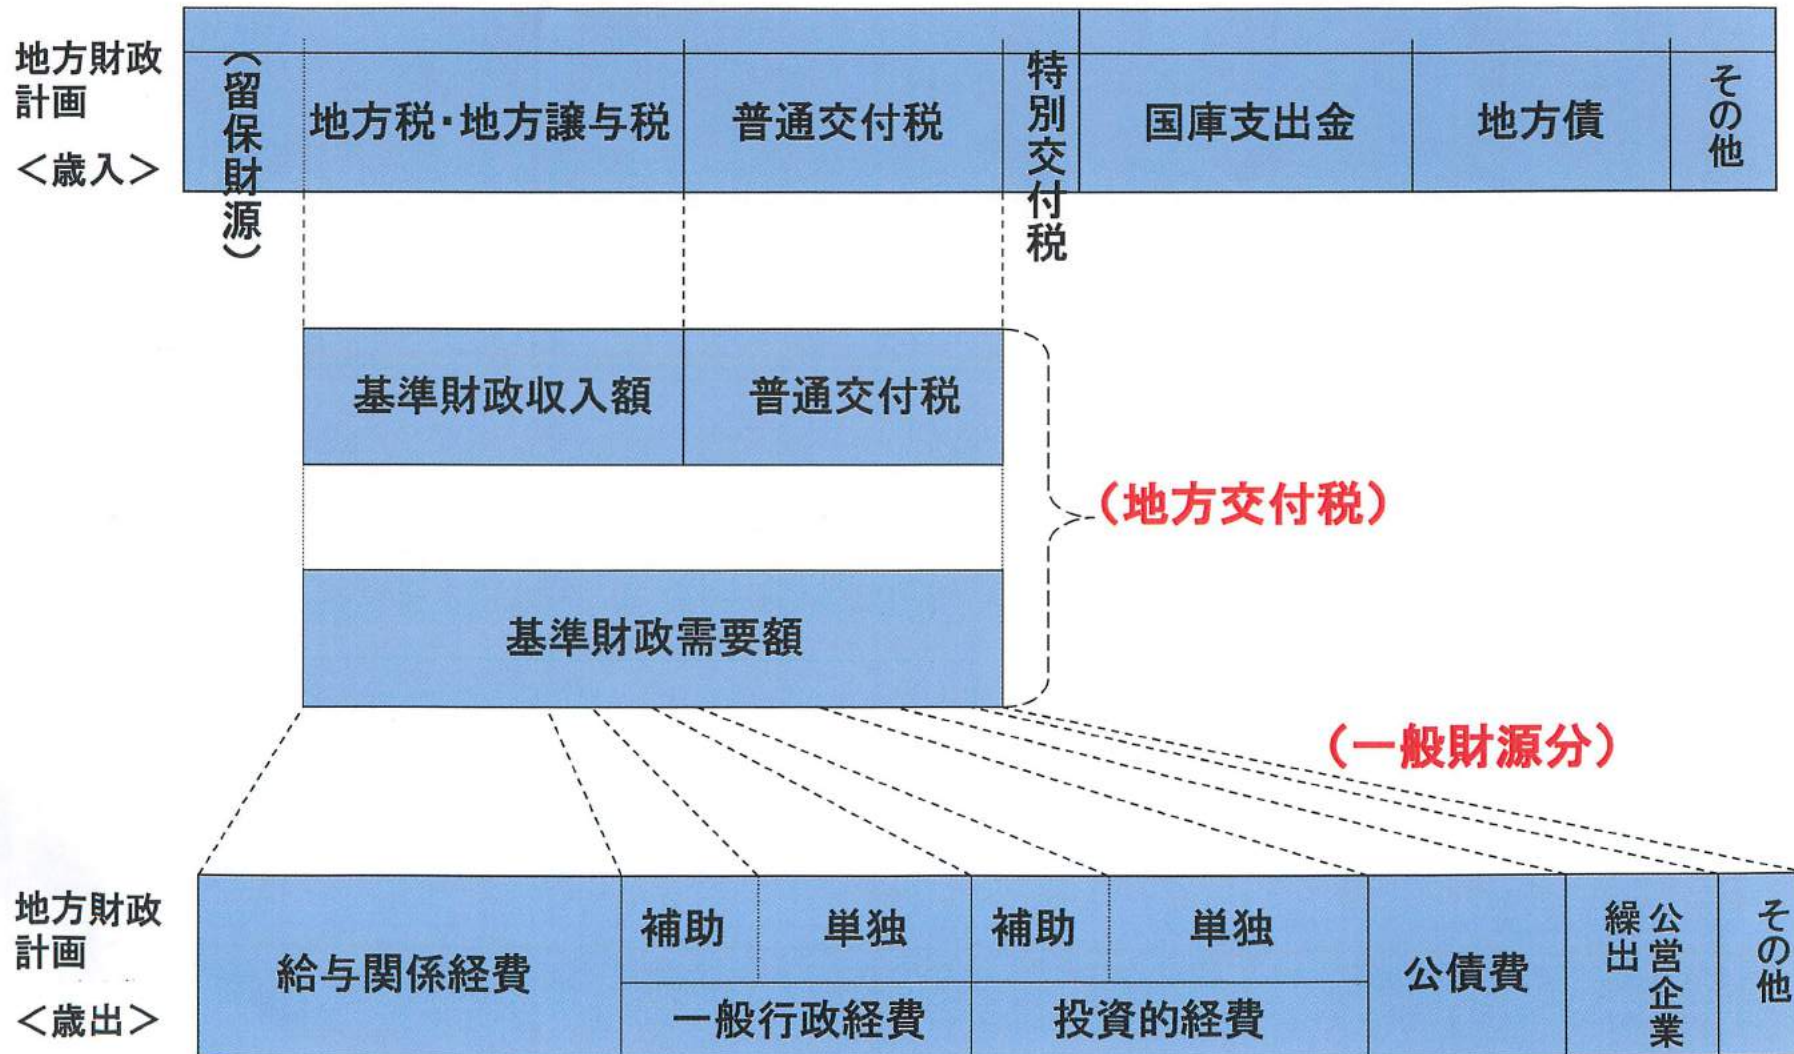 地方財政
計画
＜歳入＞
（留保財源）
地方税・地方譲与税
普通交付税
特別交付税
国庫支出金
地方債
その他
基準財政収入額
普通交付税
（地方交付税）
基準財政需要額
（一般財源分）
地方財政
計画
＜歳出＞
給与関係経費
補助
単独
一般行政経費
補助
単独
投資的経費
公債費
公営企業
繰出
その他